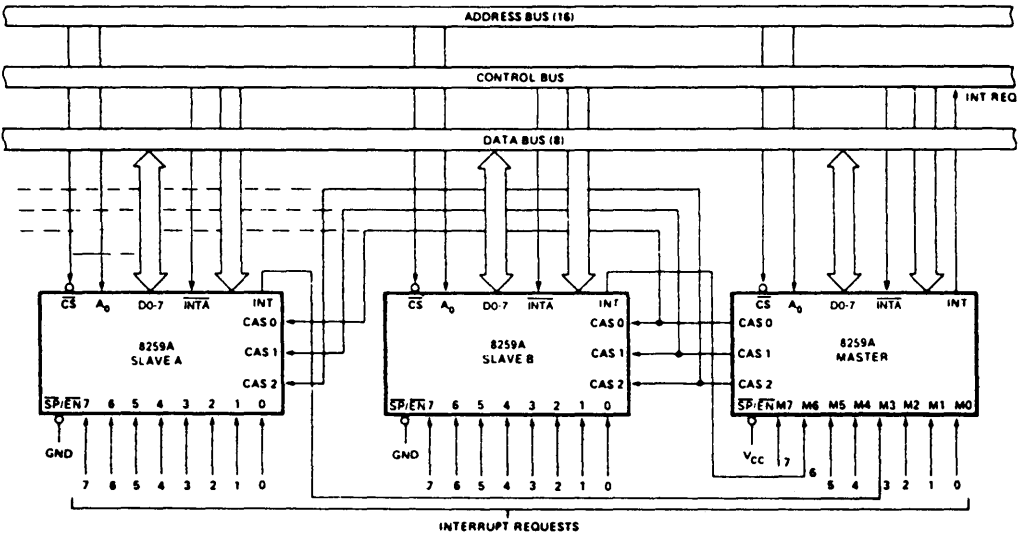 ADDRESS BUS (16)
CONTROL BUS
INT REQ
DATA BUS (8)
CS A0 D0-7 INTA INT
CAS 0
8259A
SLAVE A
CAS 1
CAS 2
SP/EN 7 6 5 4 3 2 1 0
GND
7 6 5 4 3 2 1 0
CS A0 D0-7 INTA INT
CAS 0
8259A
SLAVE B
CAS 1
CAS 2
SP/EN 7 6 5 4 3 2 1 0
GND
7 6 5 4 3 2 1 0
CS A0 D0-7 INTA INT
CAS 0
8259A
MASTER
CAS 1
CAS 2
SP/EN M7 M6 M5 M4 M3 M2 M1 M0
VCC
7 6 5 4 3 2 1 0
INTERRUPT REQUESTS